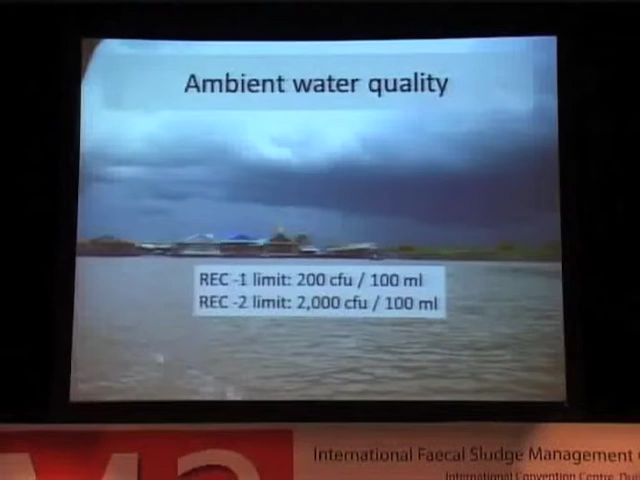 Ambient water quality
REC -1 limit: 200 cfu / 100 ml
REC -2 limit: 2,000 cfu / 100 ml
International Faecal Sludge Management
International Convention Centre,